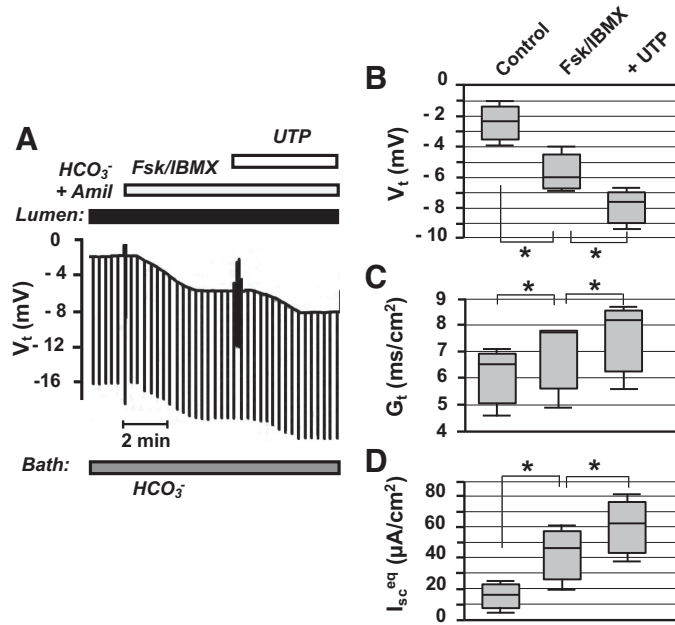 A
UTP
HCO3- Fsk/IBMX
+ Amil
Lumen:
0
- 4
- 8
- 12
-16
Vt (mV)
2 min
Bath:
HCO3-
Control
Fsk/IBMX
+ UTP
B
0
- 2
- 4
- 6
- 8
- 10
Vt (mV)
* *
C
* *
9
8
7
6
5
4
Gt (ms/cm2)
D
* *
80
60
40
20
0
Isc eq (µA/cm2)